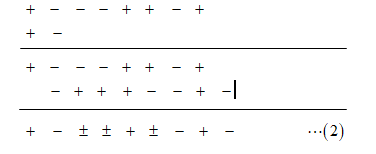 + − − − + + − +
+ −
+ − − − + + − +
− + + + − − + −
+ − ± ± + ± − + − ⋯(2)